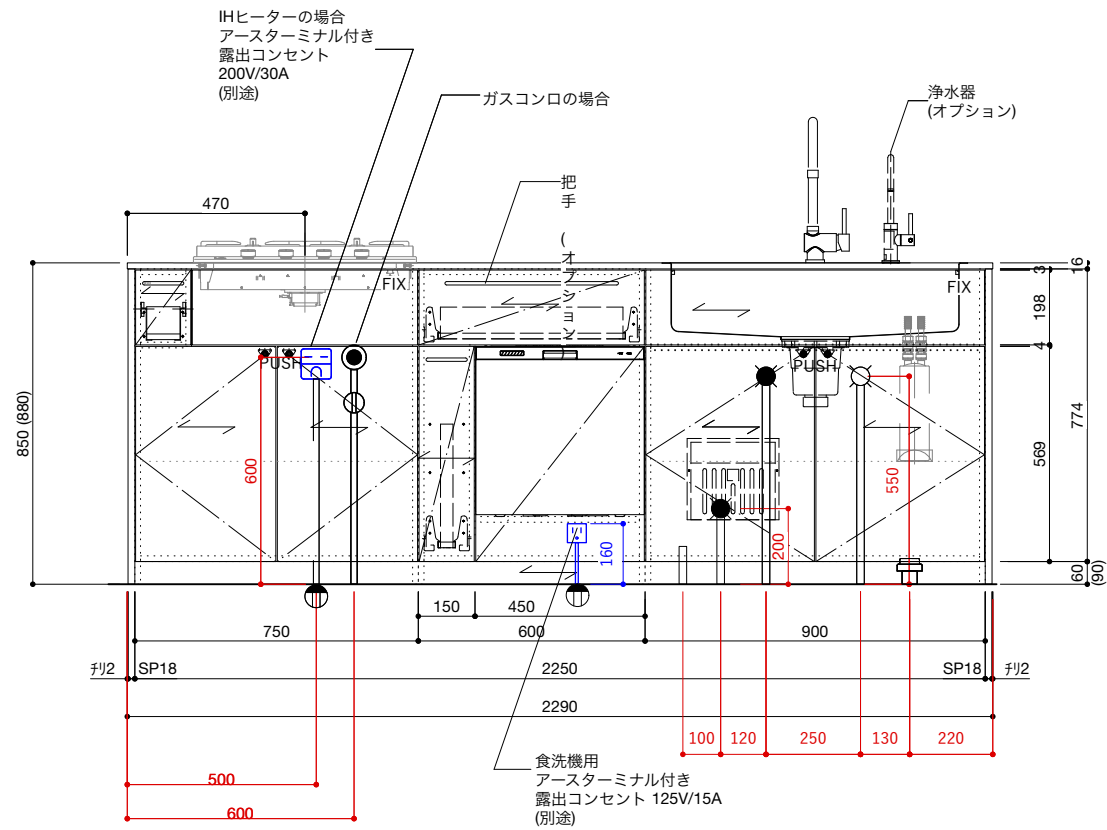 IHヒーターの場合
アースターミナル付き
露出コンセント
200V/30A
(別途)
ガスコンロの場合
浄水器
(オプション)
把手
(オプション
470
FIX
FIX
16
3
198
4
PUSH
PUSH
850 (880)
774
569
600
550
200
160
60
(90)
150
450
750
600
900
チリ2
SP18
2250
SP18
チリ2
2290
100
120
250
130
220
500
600
食洗機用
アースターミナル付き
露出コンセント 125V/15A
(別途)